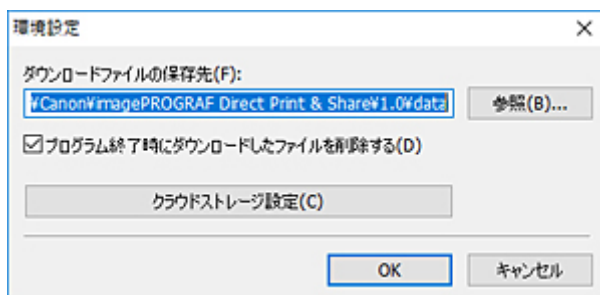 環境設定
ダウンロードファイルの保存先(F):
¥Canon¥imagePROGRAF Direct Print & Share¥1.0¥data
参照(B)...
プログラム終了時にダウンロードしたファイルを削除する(D)
クラウドストレージ設定(C)
OK
キャンセル